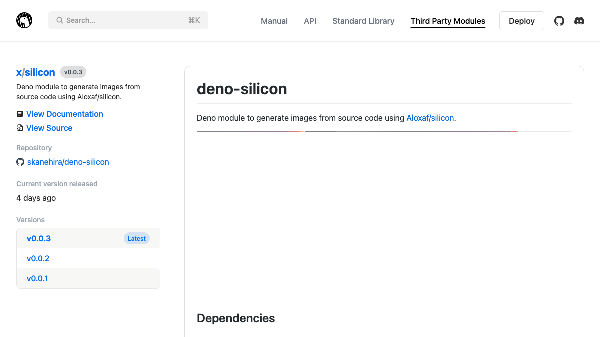 Search...
⌘K
Manual
API
Standard Library
Third Party Modules
Deploy
x/silicon
v0.0.3
Deno module to generate images from
source code using Aloxaf/silicon.
View Documentation
View Source
Repository
skanehira/deno-silicon
Current version released
4 days ago
Versions
v0.0.3
Latest
v0.0.2
v0.0.1
deno-silicon
Deno module to generate images from source code using Aloxaf/silicon.
Dependencies